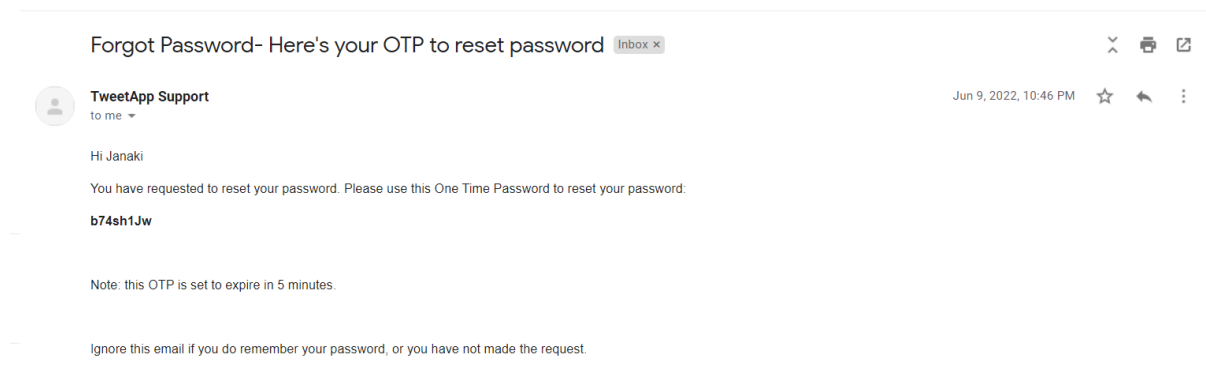 Forgot Password- Here's your OTP to reset password Inbox ×
TweetApp Support Jun 9, 2022, 10:46 PM
to me
Hi Janaki
You have requested to reset your password. Please use this One Time Password to reset your password:
b74sh1Jw
Note: this OTP is set to expire in 5 minutes.
Ignore this email if you do remember your password, or you have not made the request.